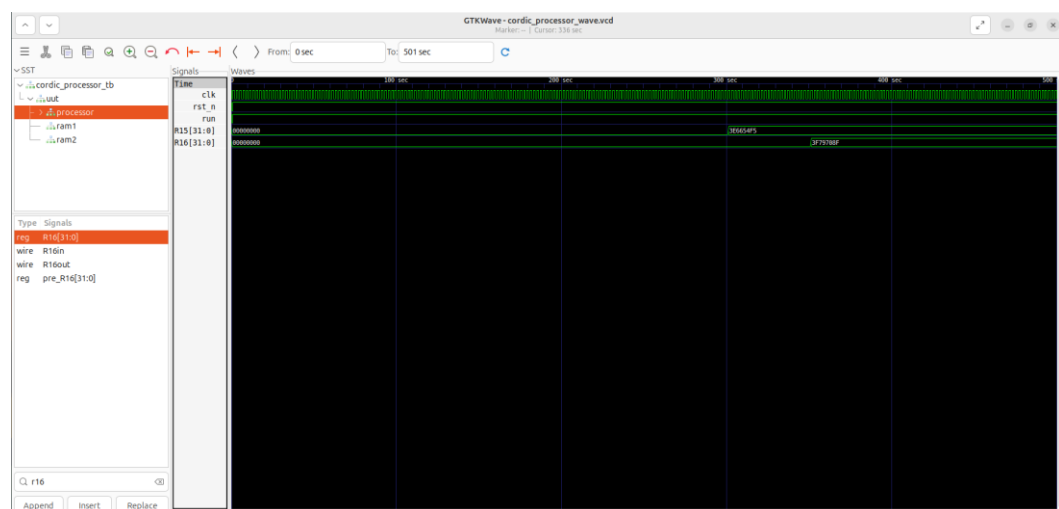 GTKWave - cordic_processor_wave.vcd
Marker: -- | Cursor: 336 sec
From: 0 sec To: 501 sec
SST
cordic_processor_tb
uut
processor
ram1
ram2
Type Signals
reg R16[31:0]
wire R16in
wire R16out
reg pre_R16[31:0]
r16
Append Insert Replace
Signals
Time
clk
rst_n
run
R15[31:0]
R16[31:0]
Waves
100 sec 200 sec 300 sec 400 sec 500
00000000 3E6654F5
00000000